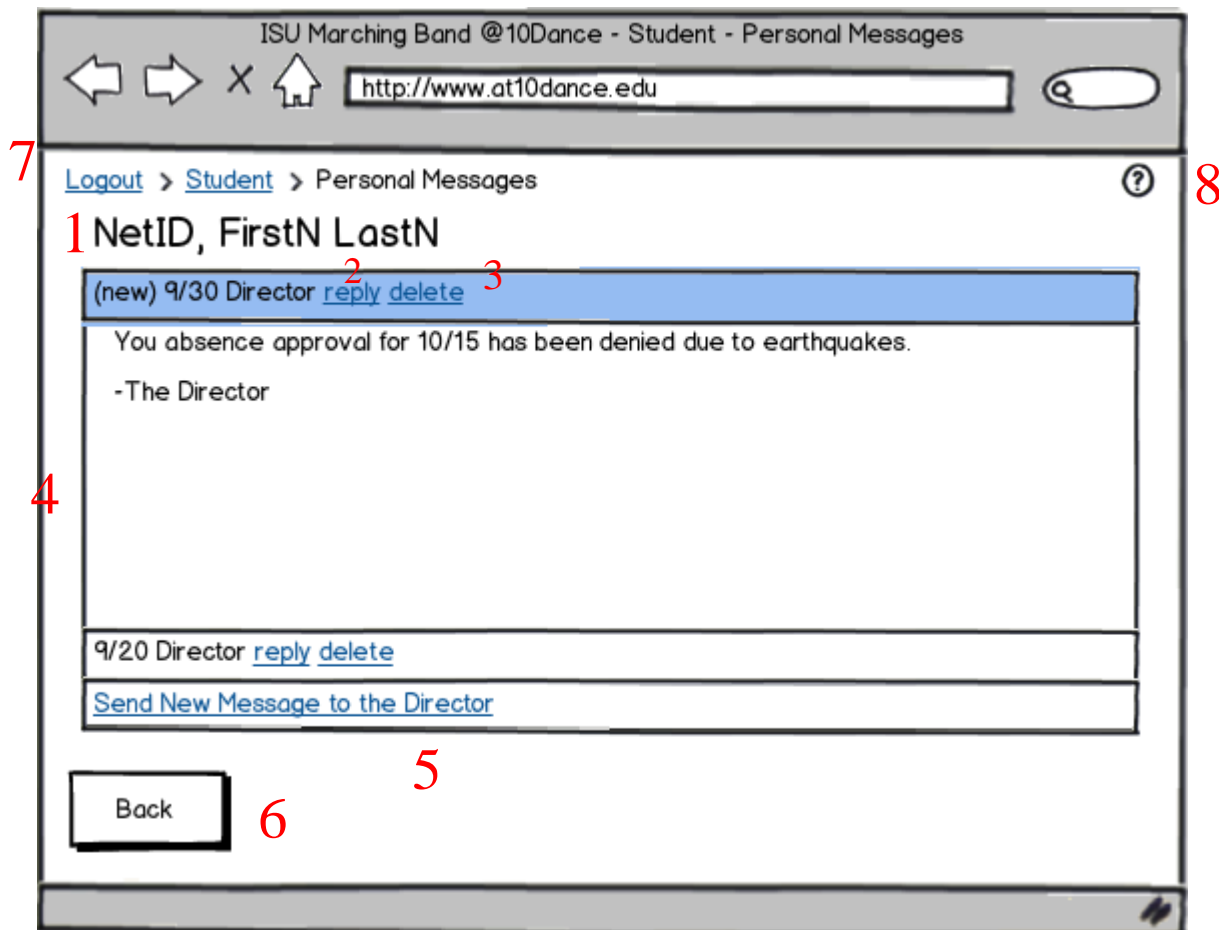 ISU Marching Band @10Dance - Student - Personal Messages
http://www.at10dance.edu
7
Logout > Student > Personal Messages
8
1 NetID, FirstN LastN
2
3
(new) 9/30 Director reply delete
You absence approval for 10/15 has been denied due to earthquakes.
-The Director
4
9/20 Director reply delete
Send New Message to the Director
5
Back
6